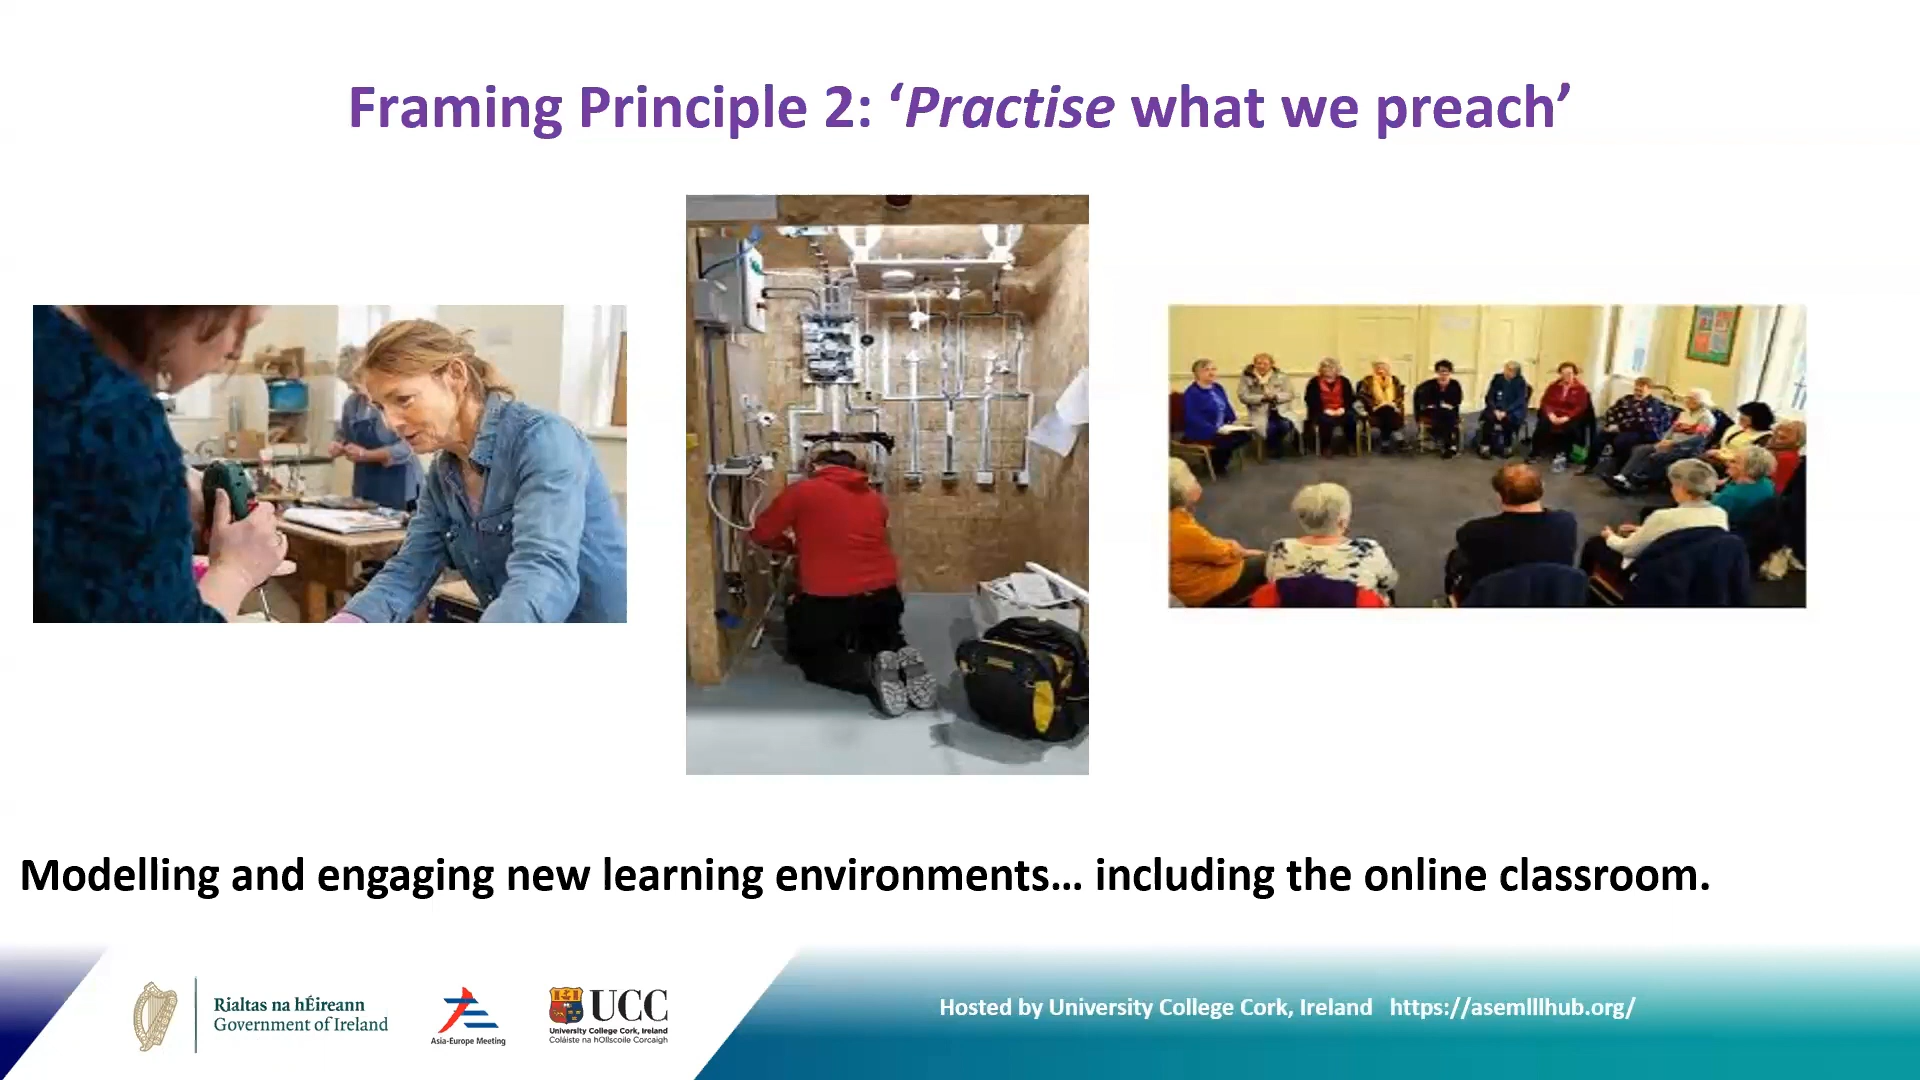 Framing Principle 2: ‘Practise what we preach’
Modelling and engaging new learning environments… including the online classroom.
Rialtas na hÉireann
Government of Ireland
Asia-Europe Meeting
UCC
University College Cork, Ireland
Coláiste na hOllscoile Corcaigh
Hosted by University College Cork, Ireland https://asemlllhub.org/